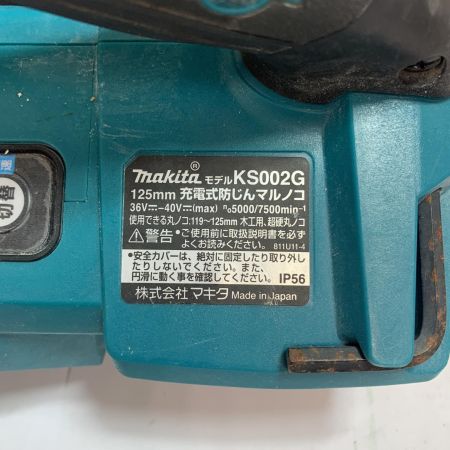 makita® モデル KS002G
125mm 充電式防じんマルノコ
36V⎓-40V⎓(max) n₀5000/7500min⁻¹
使用できる丸ノコ:119~125mm 木工用、超硬丸ノコ
⚠警告 •ご使用前に取扱説明書を必ず
よくお読みください。 811U11-4
•安全カバーは、絶対に固定したり取り外し
たりしないでください。また、
円滑に動く事を確認してください。 IP56
株式会社マキタ Made in Japan